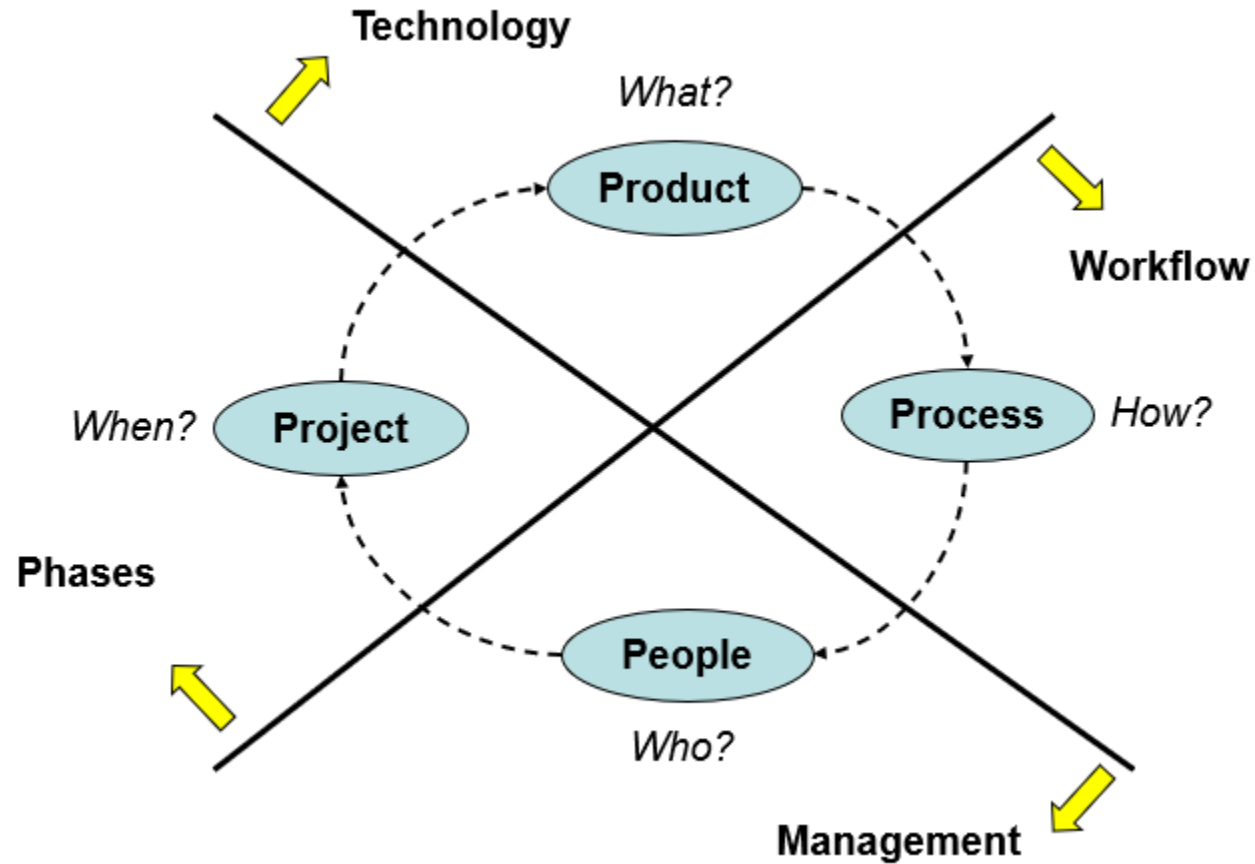 Technology
What?
Product
Workflow
Process
How?
When?
Project
Phases
People
Who?
Management